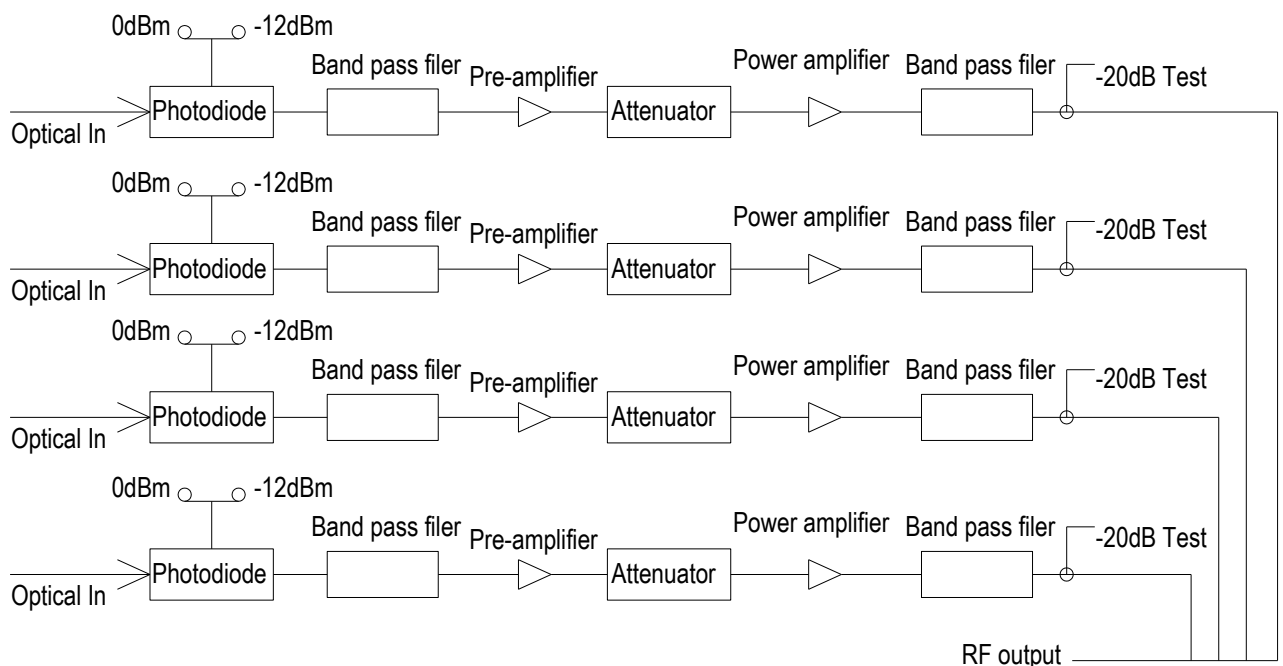 0dBm -12dBm
Band pass filer Pre-amplifier Power amplifier Band pass filer -20dB Test
Photodiode Attenuator
Optical In
0dBm -12dBm
Band pass filer Pre-amplifier Power amplifier Band pass filer -20dB Test
Photodiode Attenuator
Optical In
0dBm -12dBm
Band pass filer Pre-amplifier Power amplifier Band pass filer -20dB Test
Photodiode Attenuator
Optical In
0dBm -12dBm
Band pass filer Pre-amplifier Power amplifier Band pass filer -20dB Test
Photodiode Attenuator
Optical In
RF output